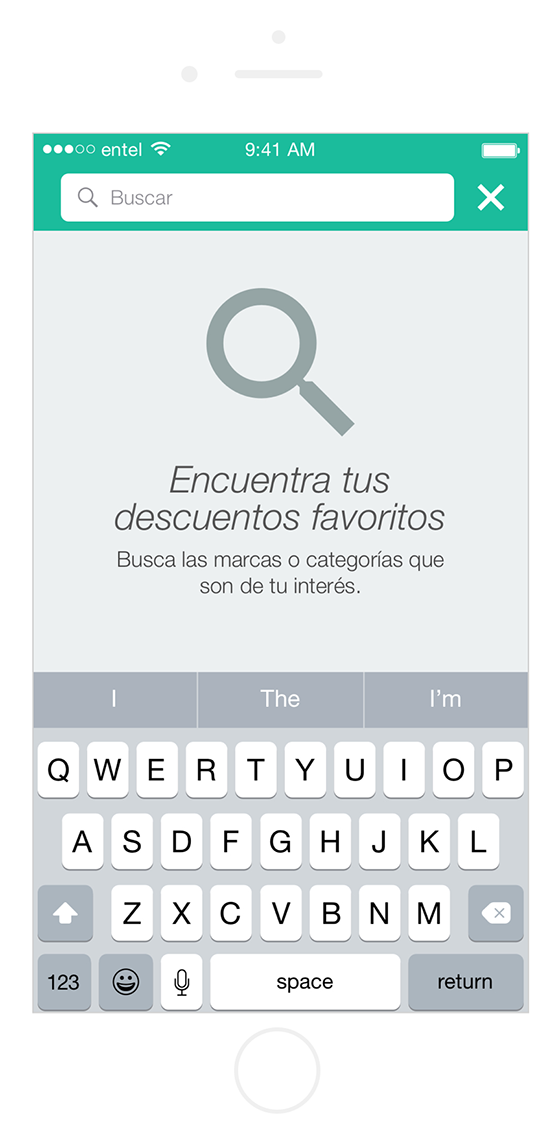 entel 9:41 AM
Buscar
Encuentra tus
descuentos favoritos
Busca las marcas o categorías que
son de tu interés.
I The I'm
Q W E R T Y U I O P
A S D F G H J K L
Z X C V B N M
123 space return